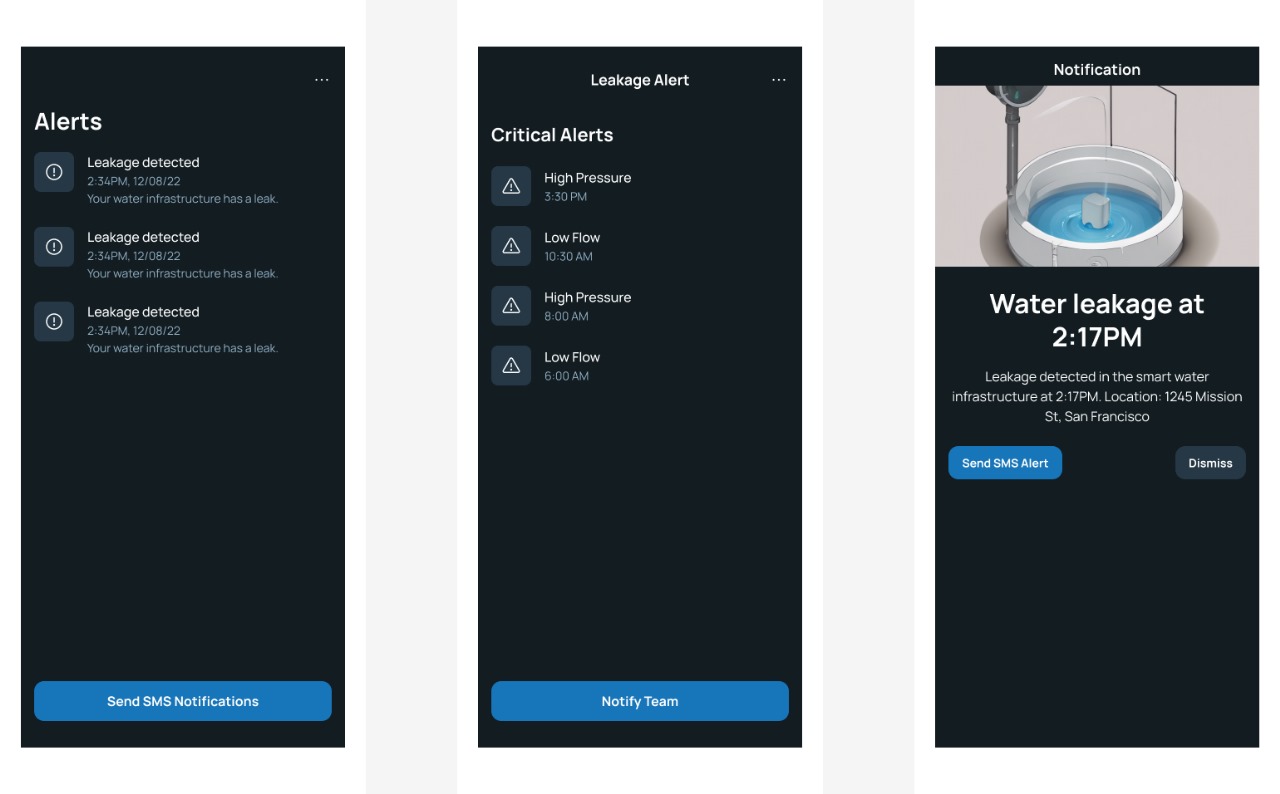 ...
Alerts
Leakage detected
2:34PM, 12/08/22
Your water infrastructure has a leak.
Leakage detected
2:34PM, 12/08/22
Your water infrastructure has a leak.
Leakage detected
2:34PM, 12/08/22
Your water infrastructure has a leak.
Send SMS Notifications
Leakage Alert ...
Critical Alerts
High Pressure
3:30 PM
Low Flow
10:30 AM
High Pressure
8:00 AM
Low Flow
6:00 AM
Notify Team
Notification
Water leakage at
2:17PM
Leakage detected in the smart water
infrastructure at 2:17PM. Location: 1245 Mission
St, San Francisco
Send SMS Alert
Dismiss